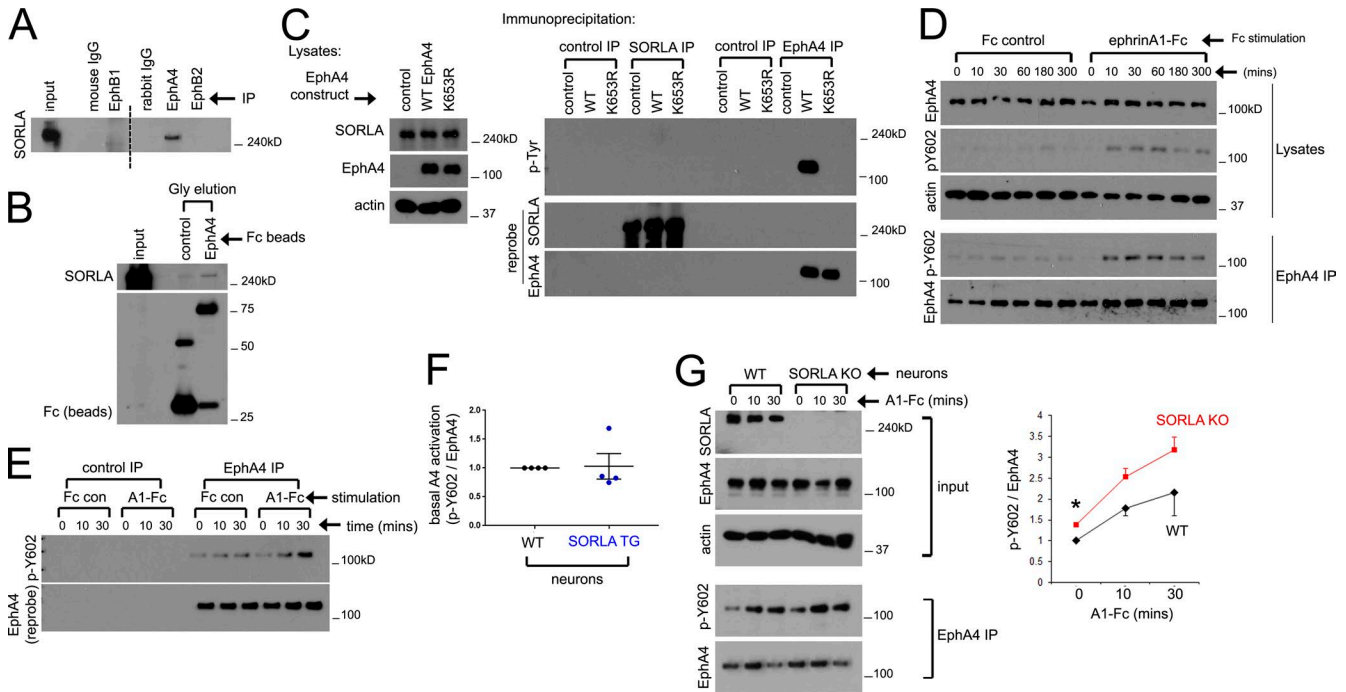 A
input
mouse IgG
EphB1
rabbit IgG
EphA4
EphB2
IP
SORLA
240kD
B
Gly elution
input
control
EphA4
Fc beads
SORLA
240kD
75
50
Fc (beads)
25
C
Lysates:
EphA4 construct
control
WT EphA4
K653R
SORLA
240kD
EphA4
100
actin
37
Immunoprecipitation:
control IP
SORLA IP
control IP
EphA4 IP
control
WT
K653R
control
WT
K653R
control
WT
K653R
control
WT
K653R
p-Tyr
240kD
100
reprobe
SORLA
240kD
EphA4
100
D
Fc control
ephrinA1-Fc
Fc stimulation
0 10 30 60 180 300 0 10 30 60 180 300
(mins)
EphA4
100kD
pY602
100
actin
37
Lysates
EphA4 p-Y602
100
EphA4
100
EphA4 IP
E
control IP
EphA4 IP
Fc con
A1-Fc
Fc con
A1-Fc
stimulation
0 10 30 0 10 30 0 10 30 0 10 30
time (mins)
p-Y602
100kD
EphA4 (reprobe)
100
F
basal A4 activation
(p-Y602 / EphA4)
2.0
1.5
1.0
0.5
0
WT
SORLA TG
neurons
G
WT
SORLA KO
neurons
0 10 30 0 10 30
A1-Fc (mins)
SORLA
240kD
EphA4
100
actin
37
input
p-Y602
100
EphA4
100
EphA4 IP
p-Y602 / EphA4
4
3.5
3
2.5
2
1.5
1
0.5
0
SORLA KO
*
WT
0
10
30
A1-Fc (mins)